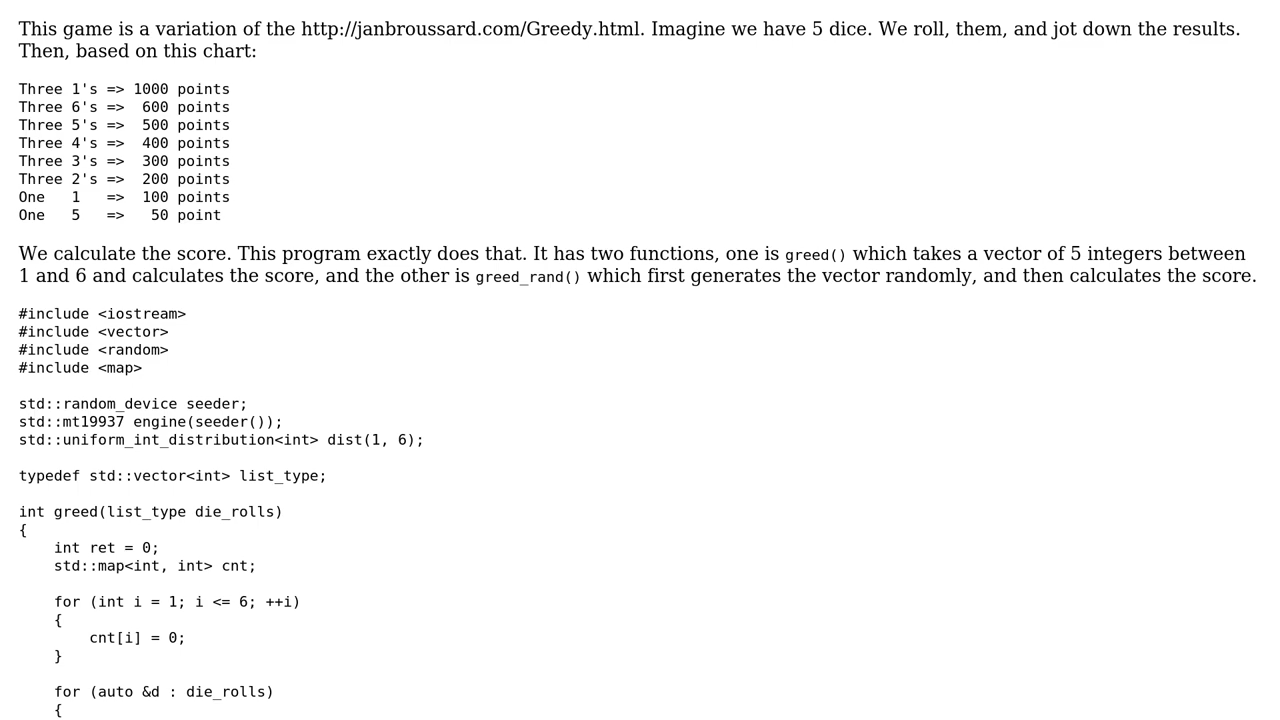 This game is a variation of the http://janbroussard.com/Greedy.html. Imagine we have 5 dice. We roll, them, and jot down the results.
Then, based on this chart:
Three 1's => 1000 points
Three 6's =>  600 points
Three 5's =>  500 points
Three 4's =>  400 points
Three 3's =>  300 points
Three 2's =>  200 points
One   1   =>  100 points
One   5   =>   50 point
We calculate the score. This program exactly does that. It has two functions, one is greed() which takes a vector of 5 integers between
1 and 6 and calculates the score, and the other is greed_rand() which first generates the vector randomly, and then calculates the score.
#include <iostream>
#include <vector>
#include <random>
#include <map>
std::random_device seeder;
std::mt19937 engine(seeder());
std::uniform_int_distribution<int> dist(1, 6);
typedef std::vector<int> list_type;
int greed(list_type die_rolls)
{
    int ret = 0;
    std::map<int, int> cnt;
    for (int i = 1; i <= 6; ++i)
    {
        cnt[i] = 0;
    }
    for (auto &d : die_rolls)
    {